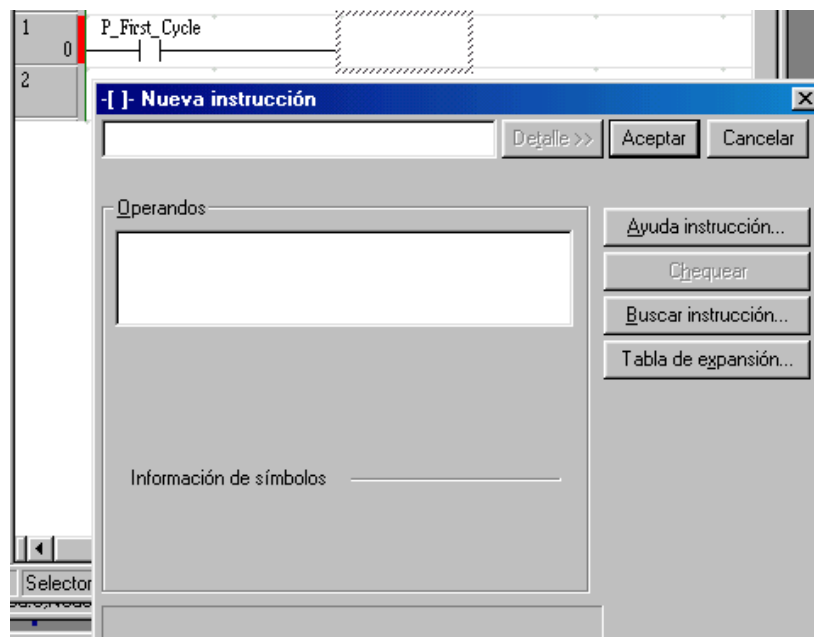 1
P_First_Cycle
0
2
-[ ]- Nueva instrucción
Detalle >>
Aceptar
Cancelar
Operandos
Ayuda instrucción...
Chequear
Buscar instrucción...
Tabla de expansión...
Información de símbolos
Selector